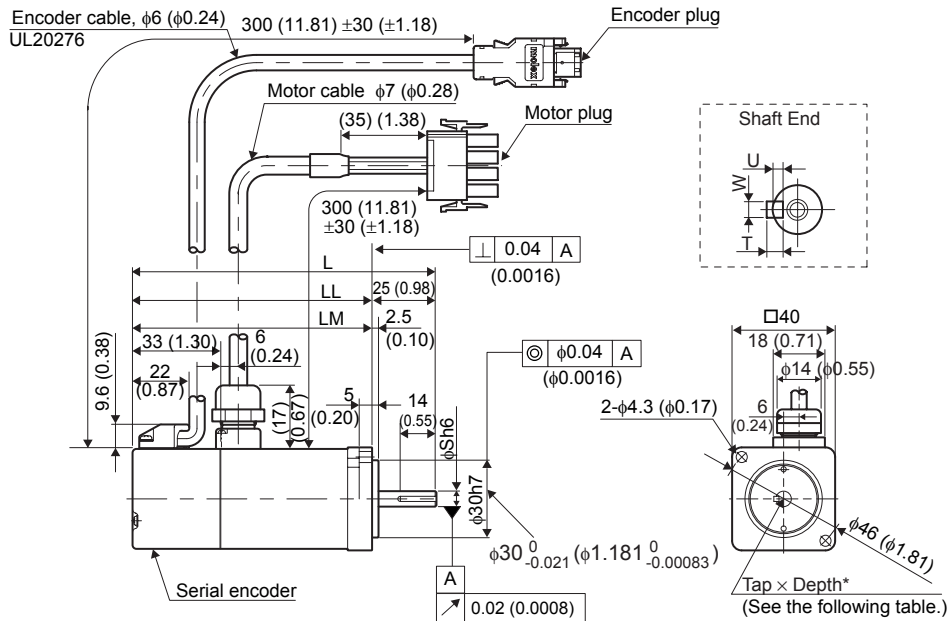 Encoder cable, ϕ6 (ϕ0.24)
UL20276
300 (11.81) ±30 (±1.18)
Encoder plug
molex
Motor cable ϕ7 (ϕ0.28)
(35) (1.38)
Motor plug
300 (11.81)
±30 (±1.18)
Shaft End
U
W
T
⊥ 0.04 A
(0.0016)
L
LL
25 (0.98)
LM
2.5
(0.10)
33 (1.30)
6
(0.24)
22
(0.87)
9.6 (0.38)
(17)
(0.67)
5
(0.20)
14
(0.55)
ϕSh6
ϕ30h7
◎ ϕ0.04 A
(ϕ0.0016)
ϕ30 0 -0.021 (ϕ1.181 0 -0.00083)
A
↗ 0.02 (0.0008)
Serial encoder
□40
18 (0.71)
ϕ14 (ϕ0.55)
2-ϕ4.3 (ϕ0.17)
6
(0.24)
ϕ46 (ϕ1.81)
Tap × Depth*
(See the following table.)